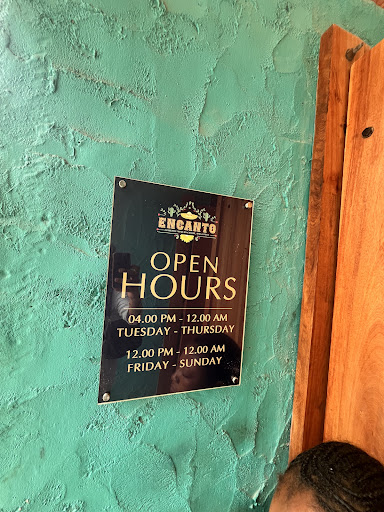 ENCANTO
OPEN
HOURS
04.00 PM - 12.00 AM
TUESDAY - THURSDAY
12.00 PM - 12.00 AM
FRIDAY - SUNDAY